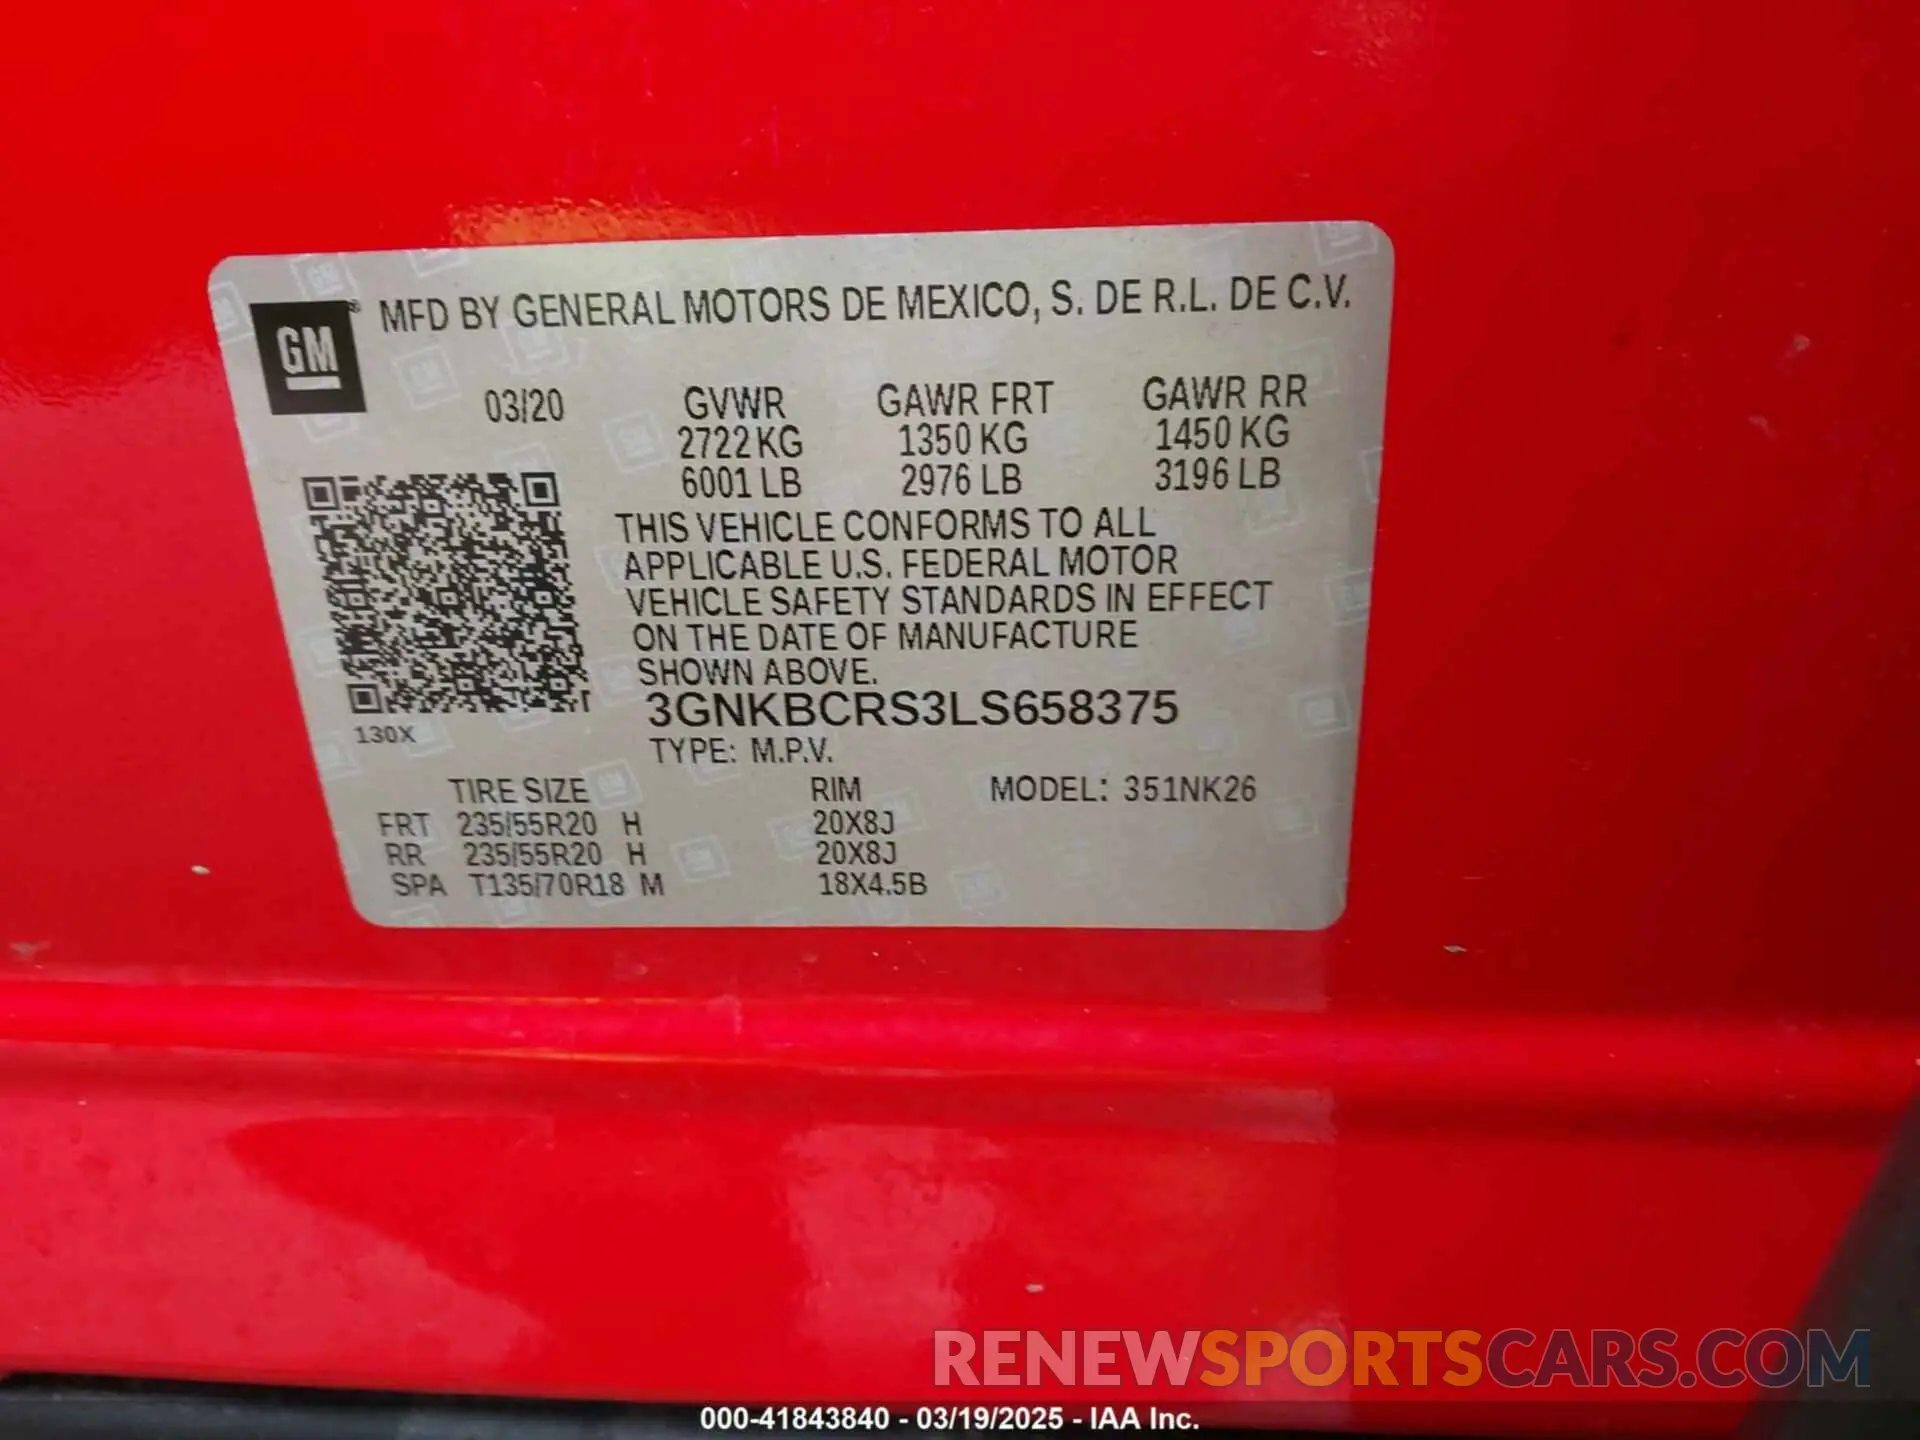 GM® MFD BY GENERAL MOTORS DE MEXICO, S. DE R.L. DE C.V.
03/20 GVWR GAWR FRT GAWR RR
2722 KG 1350 KG 1450 KG
6001 LB 2976 LB 3196 LB
THIS VEHICLE CONFORMS TO ALL
APPLICABLE U.S. FEDERAL MOTOR
VEHICLE SAFETY STANDARDS IN EFFECT
ON THE DATE OF MANUFACTURE
SHOWN ABOVE.
3GNKBCRS3LS658375
130X
TYPE: M.P.V.
TIRE SIZE RIM MODEL: 351NK26
FRT 235/55R20 H 20X8J
RR 235/55R20 H 20X8J
SPA T135/70R18 M 18X4.5B
RENEWSPORTSCARS.COM
000-41843840 - 03/19/2025 - IAA Inc.